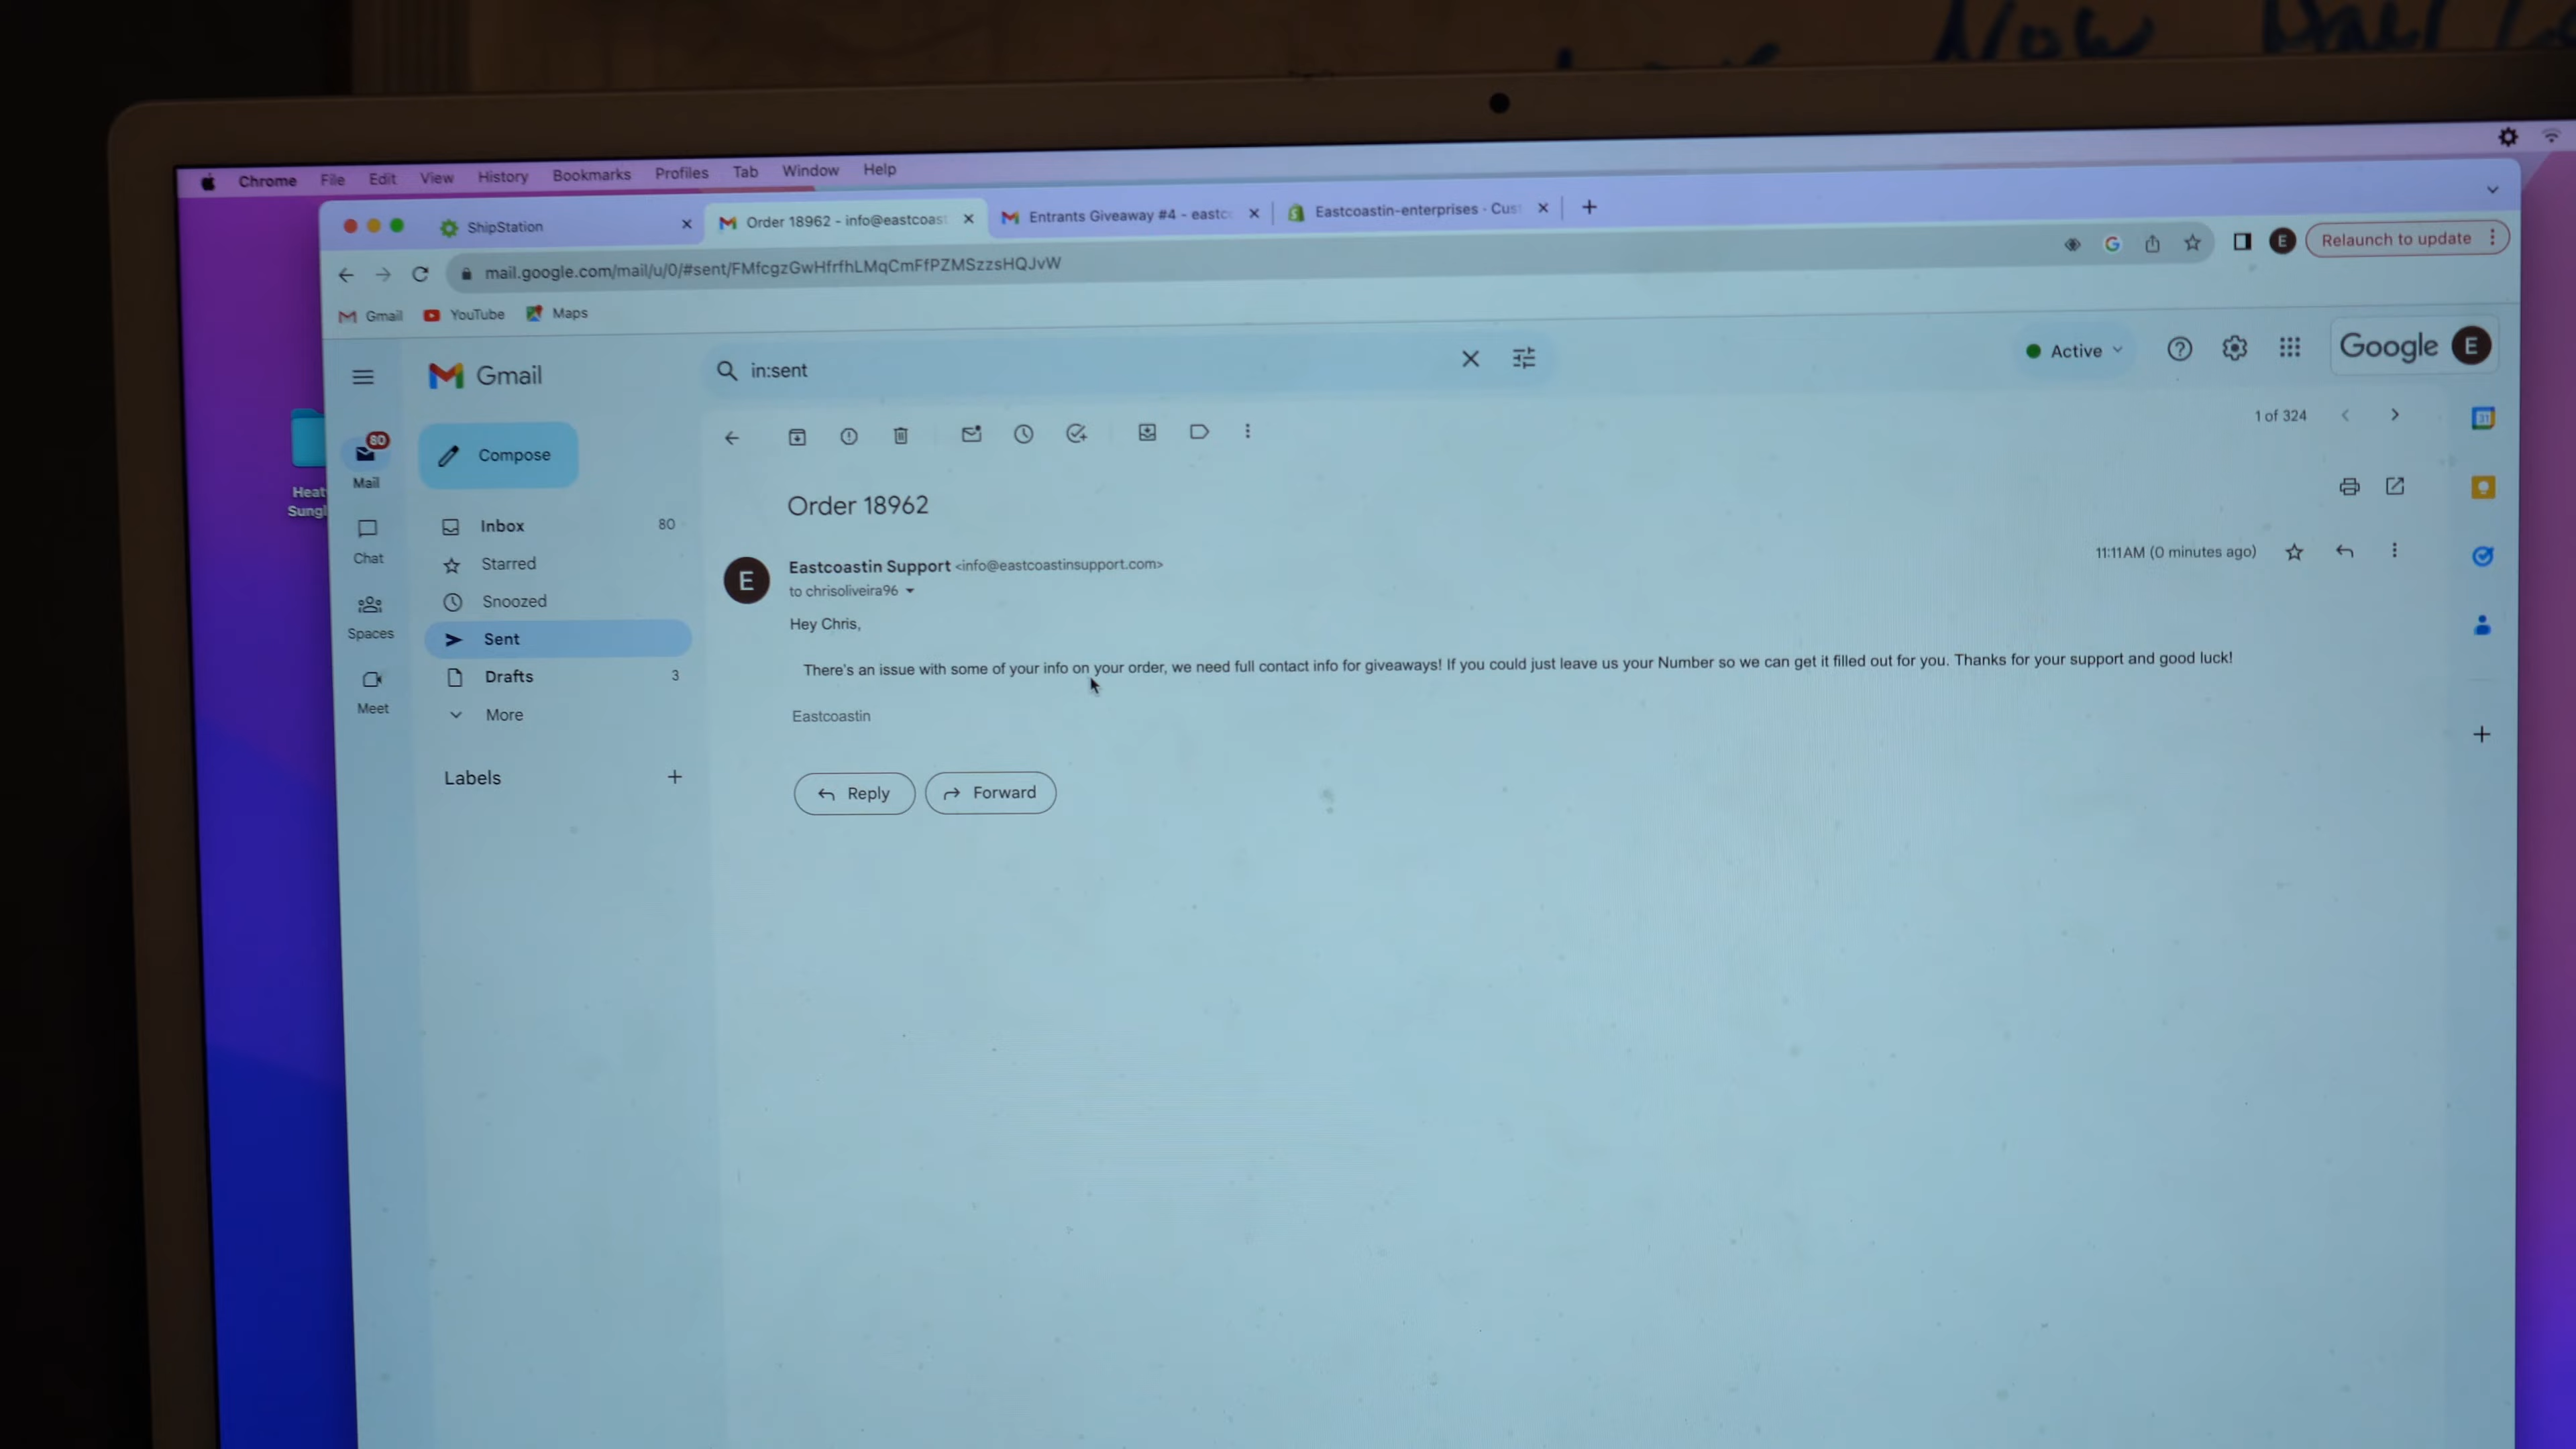 Now
Chrome File Edit View History Bookmarks Profiles Tab Window Help
ShipStation
Order 18962 - info@eastcoast
Entrants Giveaway #4 - eastc
Eastcoastin-enterprises · Cus
mail.google.com/mail/u/0/#sent/FMfcgzGwHfrfhLMqCmFfPZMSzzsHQJvW
E Relaunch to update
Gmail YouTube Maps
Gmail
in:sent
Active
Google E
80
Mail
Chat
Spaces
Meet
Heat
Sungl
Compose
Inbox 80
Starred
Snoozed
Sent
Drafts 3
More
Labels
1 of 324
31
Order 18962
E
Eastcoastin Support <info@eastcoastinsupport.com>
11:11AM (0 minutes ago)
to chrisoliveira96
Hey Chris,
There's an issue with some of your info on your order, we need full contact info for giveaways! If you could just leave us your Number so we can get it filled out for you. Thanks for your support and good luck!
Eastcoastin
Reply Forward